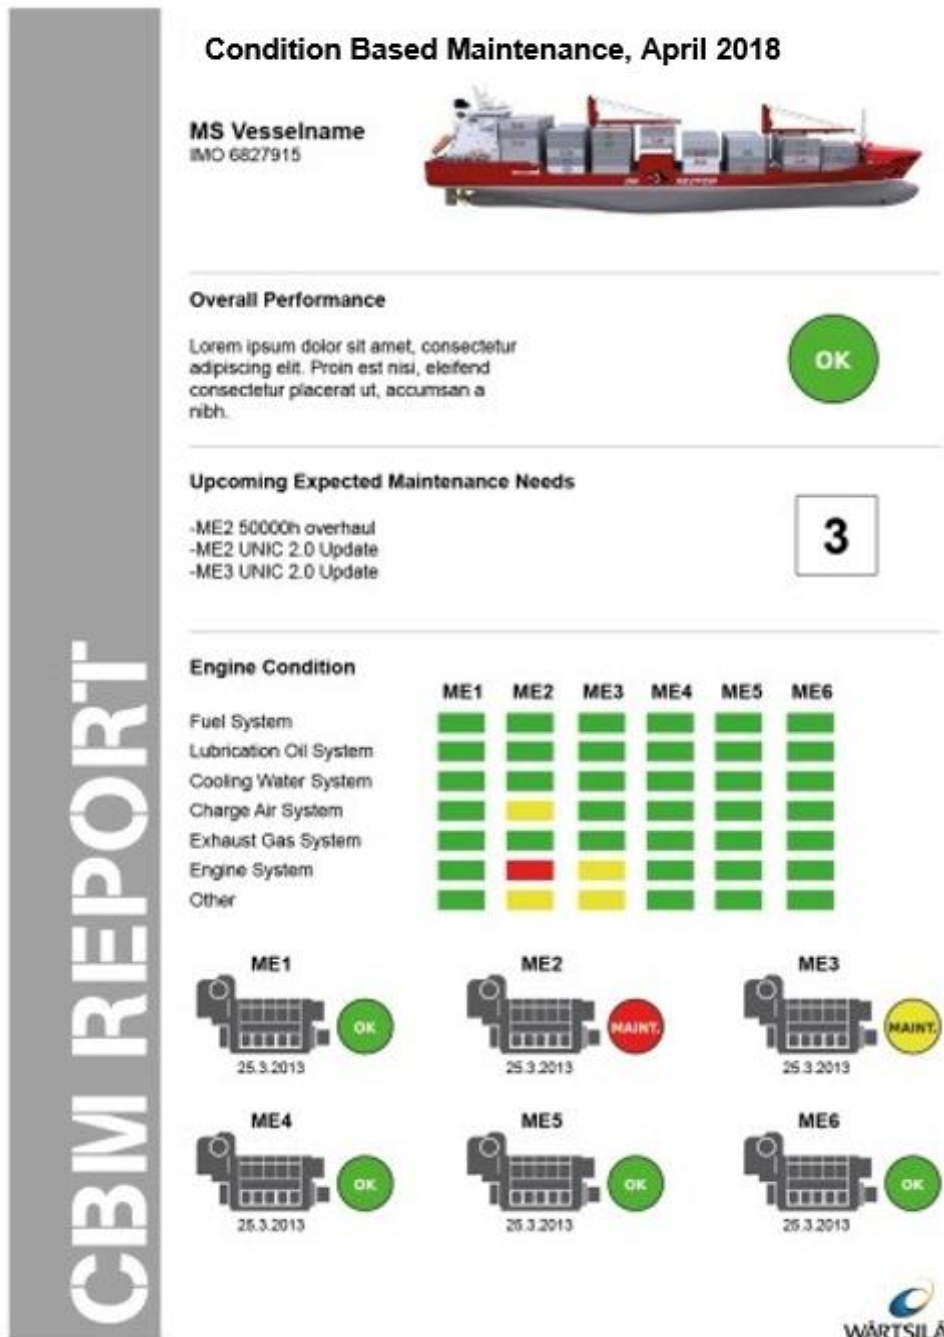 Condition Based Maintenance, April 2018
MS Vesselname
IMO 6827915
Overall Performance
Lorem ipsum dolor sit amet, consectetur
adipiscing elit. Proin est nisi, eleifend
consectetur placerat ut, accumsan a
nibh.
OK
Upcoming Expected Maintenance Needs
-ME2 50000h overhaul
-ME2 UNIC 2.0 Update
-ME3 UNIC 2.0 Update
3
Engine Condition
ME1 ME2 ME3 ME4 ME5 ME6
Fuel System
Lubrication Oil System
Cooling Water System
Charge Air System
Exhaust Gas System
Engine System
Other
ME1 ME2 ME3
OK MAINT. MAINT.
25.3.2013 25.3.2013 25.3.2013
ME4 ME5 ME6
OK OK OK
25.3.2013 25.3.2013 25.3.2013
CBM REPORT
WÄRTSILÄ